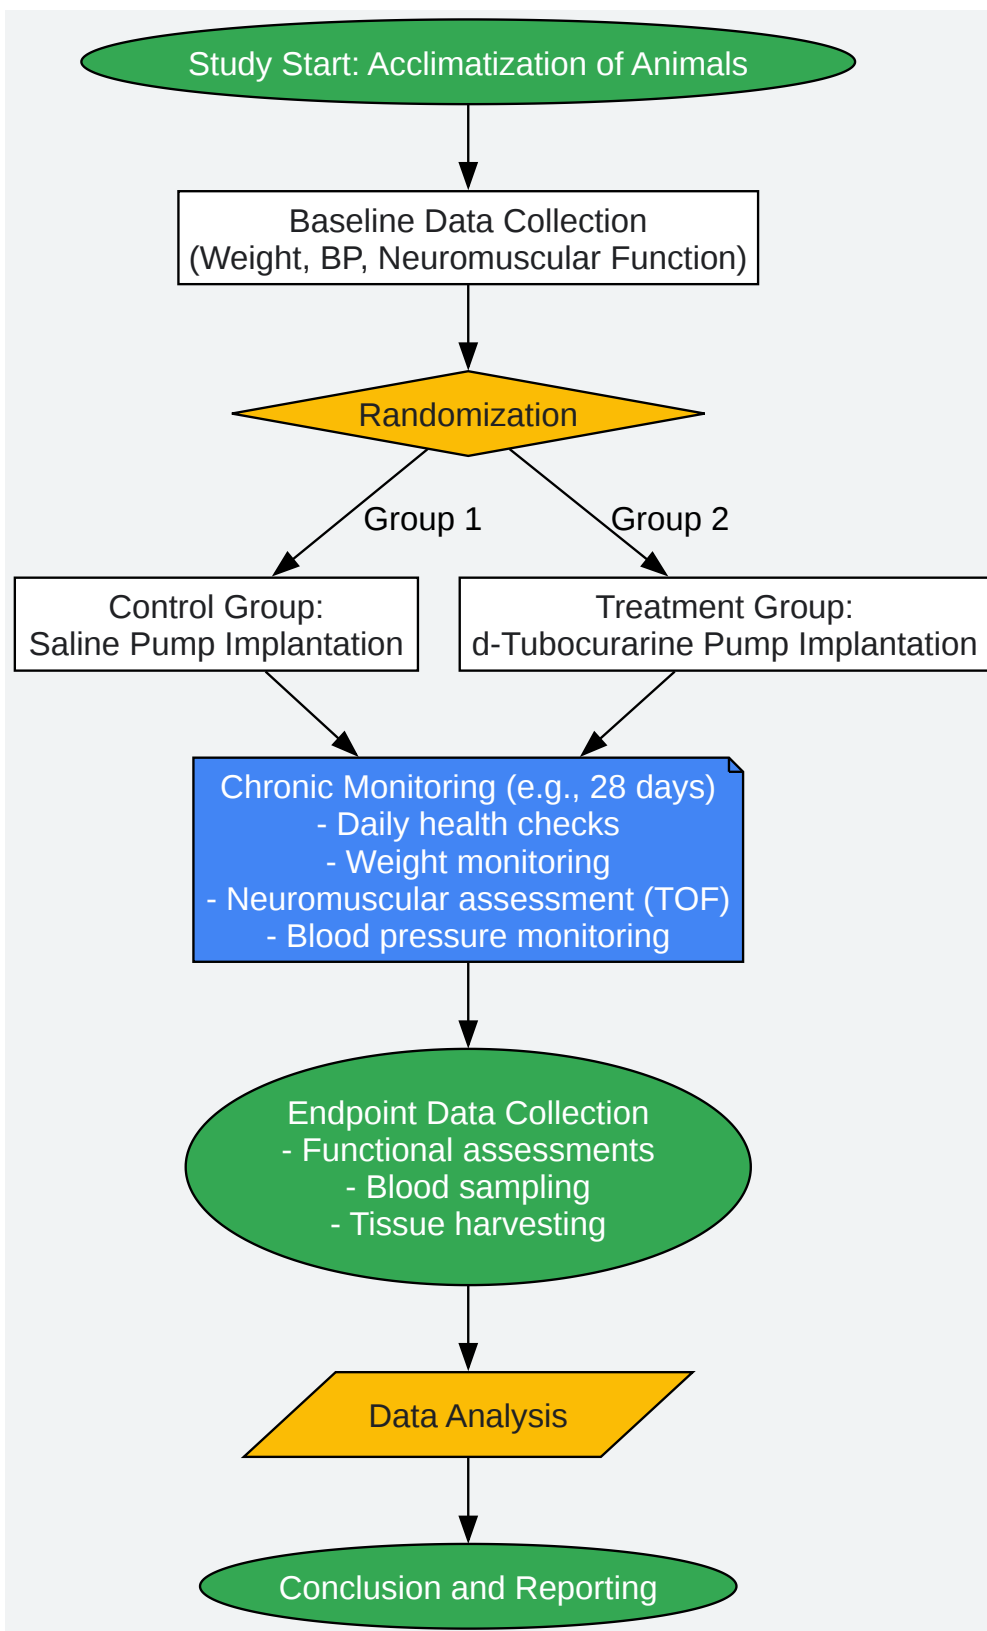 Study Start: Acclimatization of Animals
Baseline Data Collection
(Weight, BP, Neuromuscular Function)
Randomization
Group 1
Group 2
Control Group:
Saline Pump Implantation
Treatment Group:
d-Tubocurarine Pump Implantation
Chronic Monitoring (e.g., 28 days)
- Daily health checks
- Weight monitoring
- Neuromuscular assessment (TOF)
- Blood pressure monitoring
Endpoint Data Collection
- Functional assessments
- Blood sampling
- Tissue harvesting
Data Analysis
Conclusion and Reporting